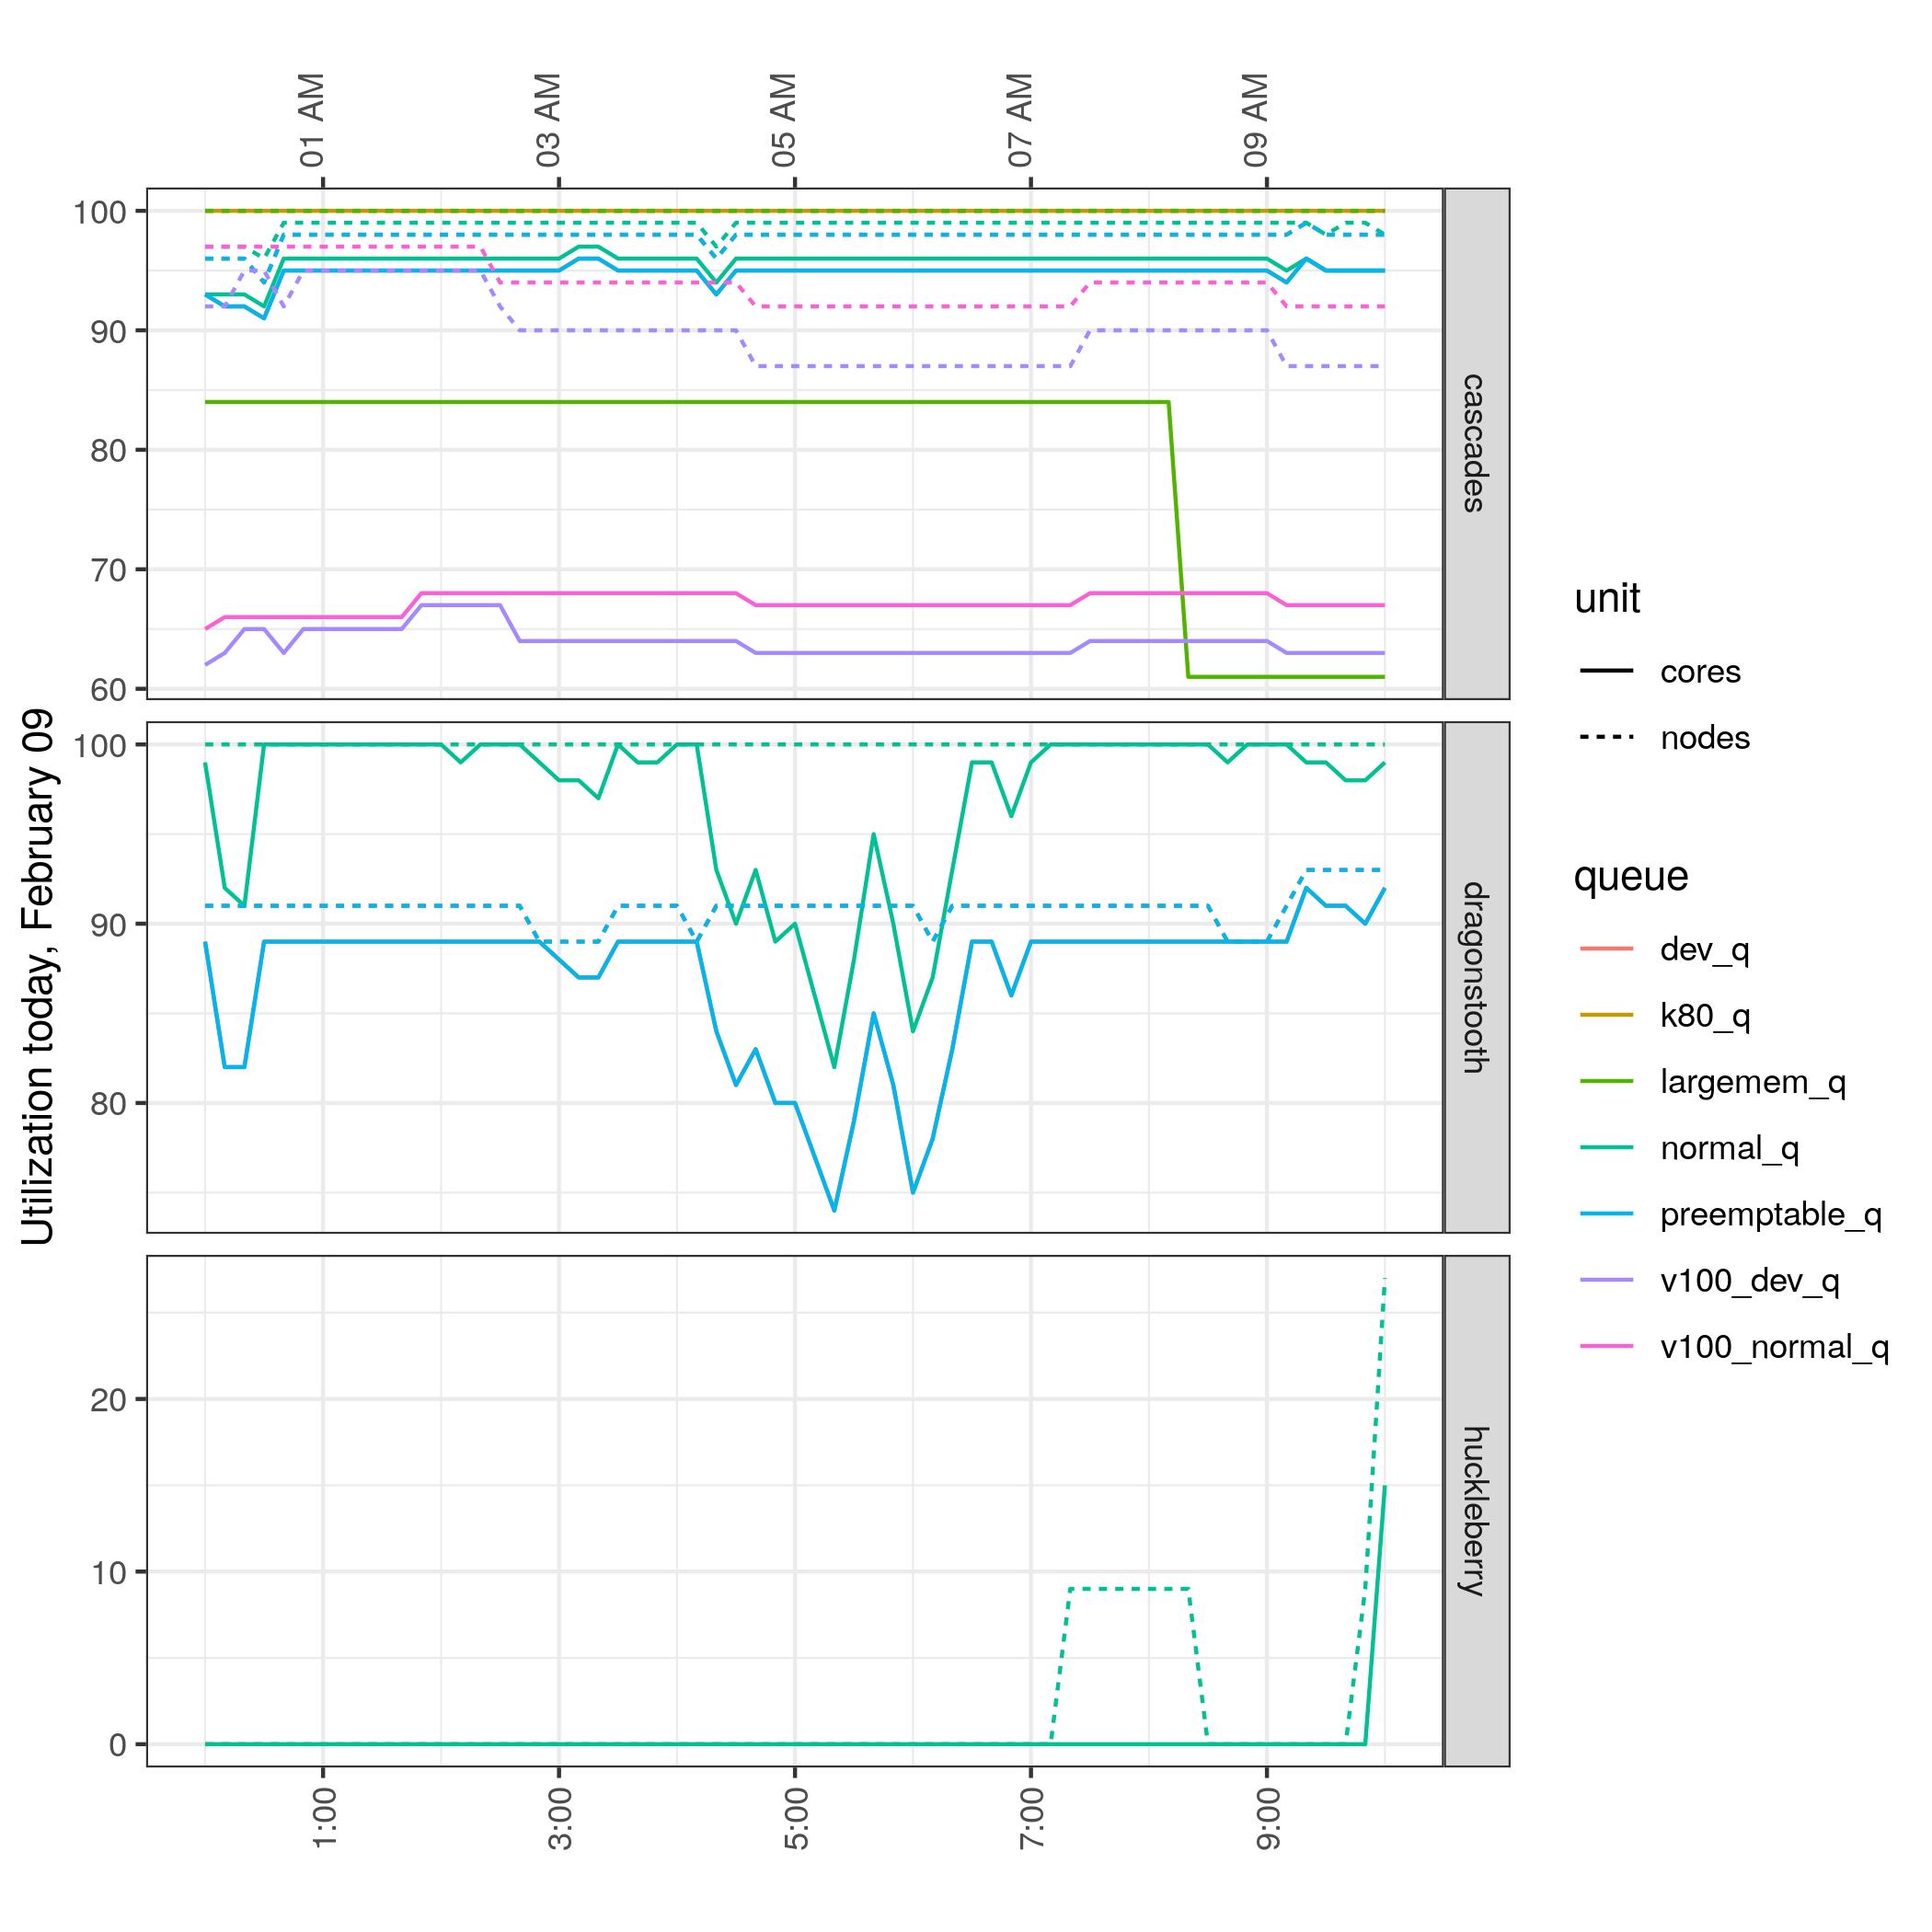 01 AM
03 AM
05 AM
07 AM
09 AM
Utilization today, February 09
100
90
80
70
60
cascades
100
90
80
dragonstooth
20
10
0
huckleberry
1:00
3:00
5:00
7:00
9:00
unit
cores
nodes
queue
dev_q
k80_q
largemem_q
normal_q
preemptable_q
v100_dev_q
v100_normal_q